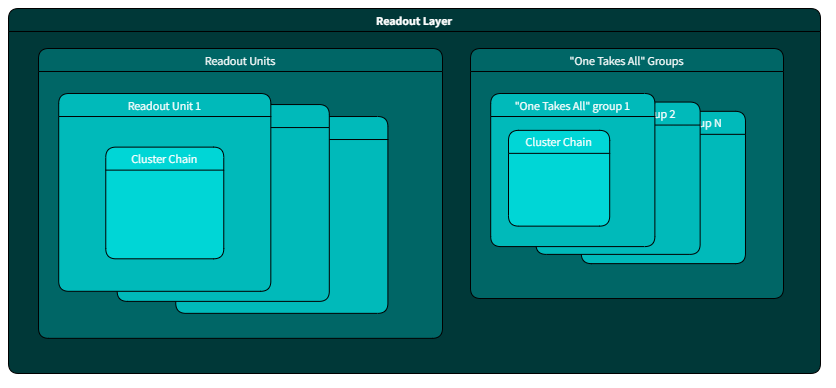 Readout Layer
Readout Units
"One Takes All" Groups
Readout Unit 1
Cluster Chain
"One Takes All" group 1
up 2
up N
Cluster Chain